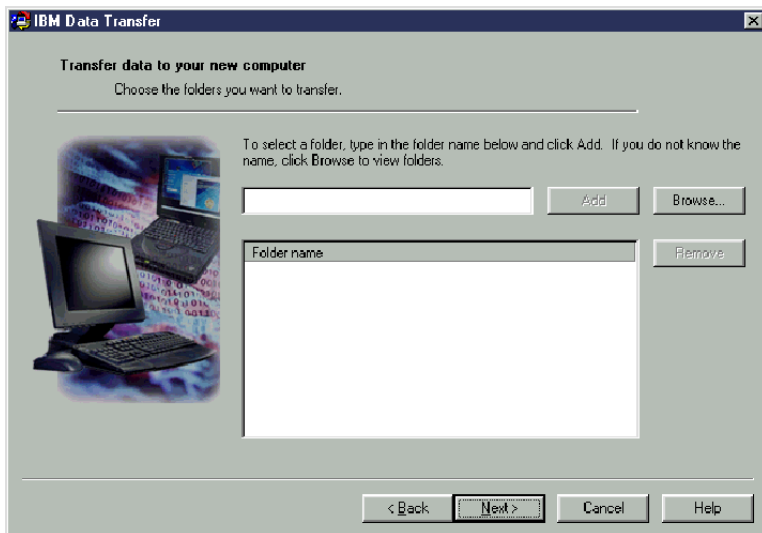 IBM Data Transfer
Transfer data to your new computer
Choose the folders you want to transfer.
To select a folder, type in the folder name below and click Add. If you do not know the
name, click Browse to view folders.
Add
Browse...
Folder name
Remove
< Back
Next >
Cancel
Help